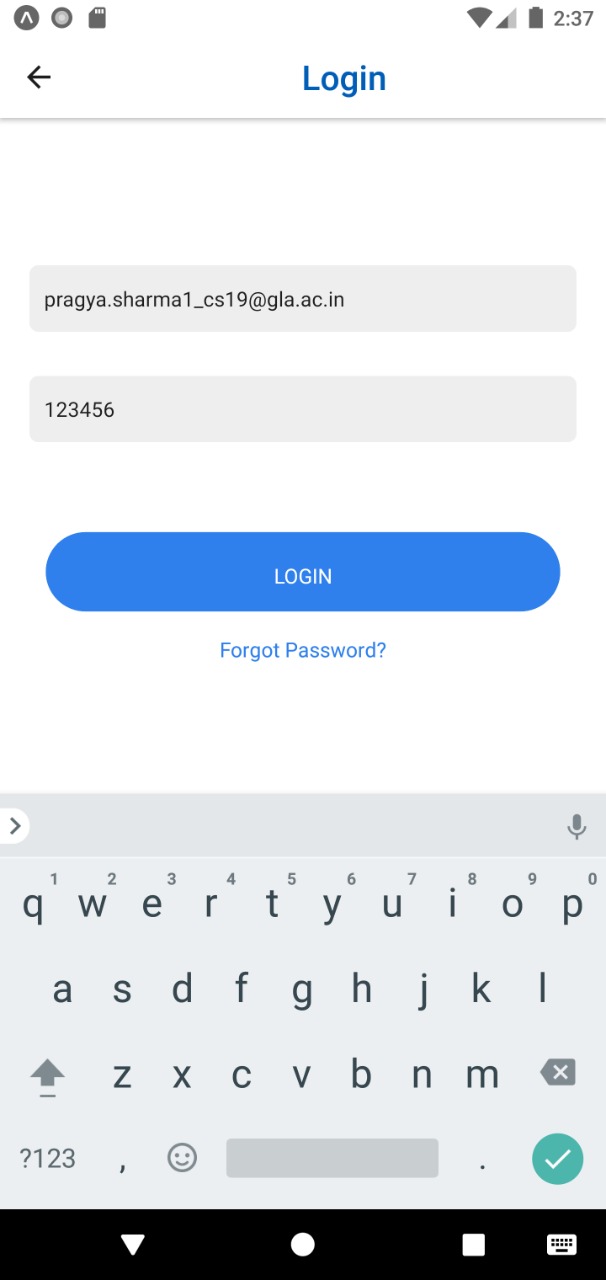 2:37
Login
pragya.sharma1_cs19@gla.ac.in
123456
LOGIN
Forgot Password?
1 2 3 4 5 6 7 8 9 0
q w e r t y u i o p
a s d f g h j k l
z x c v b n m
?123 , .